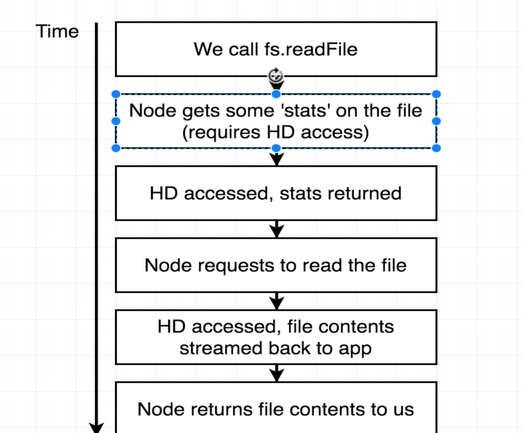 Time
We call fs.readFile
Node gets some 'stats' on the file
(requires HD access)
HD accessed, stats returned
Node requests to read the file
HD accessed, file contents
streamed back to app
Node returns file contents to us